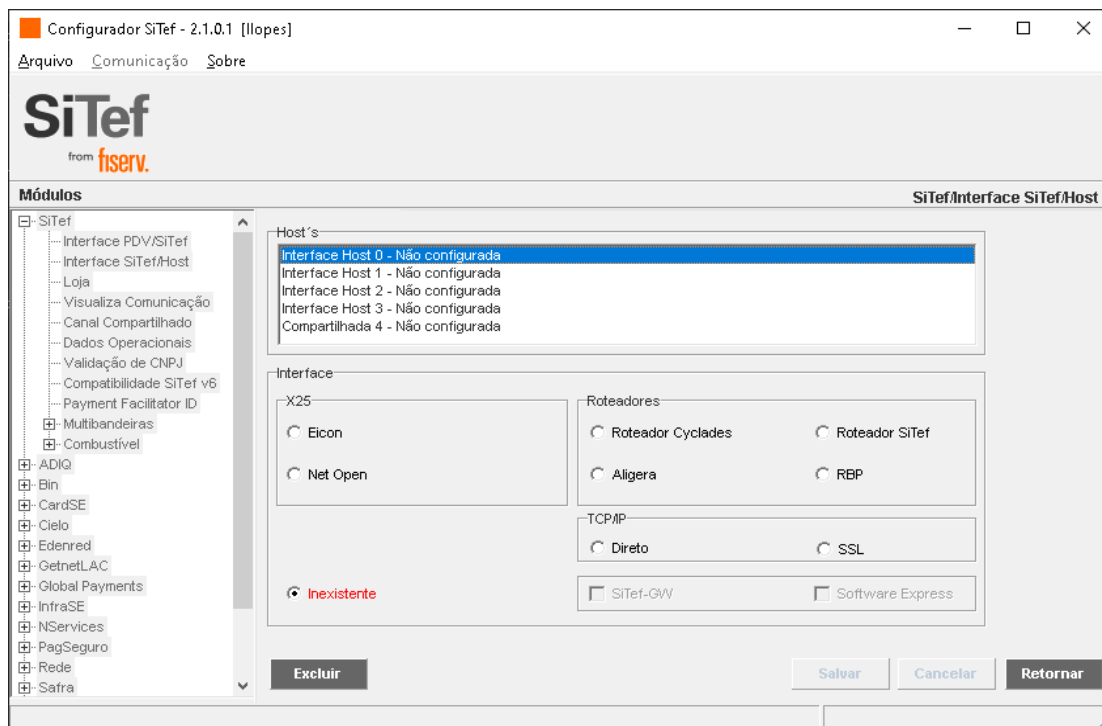 Configurador SiTef - 2.1.0.1 [llopes]
Arquivo Comunicação Sobre
SiTef
from fiserv.
Módulos
SiTef/Interface SiTef/Host
SiTef
Interface PDV/SiTef
Interface SiTef/Host
Loja
Visualiza Comunicação
Canal Compartilhado
Dados Operacionais
Validação de CNPJ
Compatibilidade SiTef v6
Payment Facilitator ID
Multibandeiras
Combustível
ADIQ
Bin
CardSE
Cielo
Edenred
GetnetLAC
Global Payments
InfraSE
NServices
PagSeguro
Rede
Safra
Host´s
Interface Host 0 - Não configurada
Interface Host 1 - Não configurada
Interface Host 2 - Não configurada
Interface Host 3 - Não configurada
Compartilhada 4 - Não configurada
Interface
X25
Eicon
Net Open
Roteadores
Roteador Cyclades Roteador SiTef
Aligera RBP
TCP/IP
Direto SSL
Inexistente
SiTef-GW Software Express
Excluir Salvar Cancelar Retornar